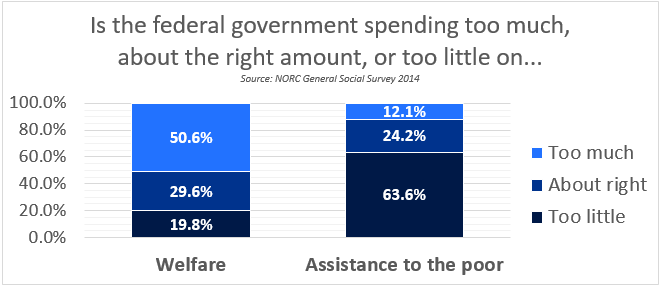 Is the federal government spending too much,
about the right amount, or too little on...
Source: NORC General Social Survey 2014
100.0%
80.0%
60.0%
40.0%
20.0%
0.0%
50.6%
29.6%
19.8%
12.1%
24.2%
63.6%
Welfare
Assistance to the poor
Too much
About right
Too little